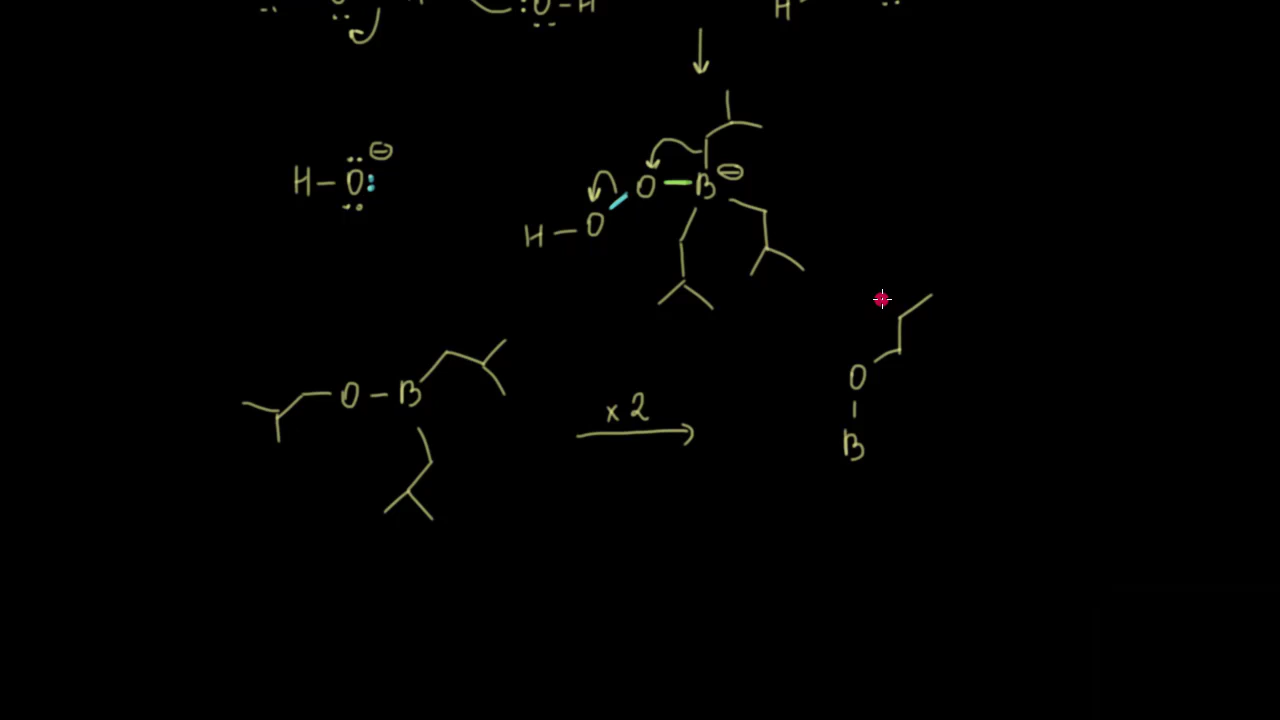 :O–H H
H–O: ⊖
O–B ⊖
H–O
O–B
x 2
O
B